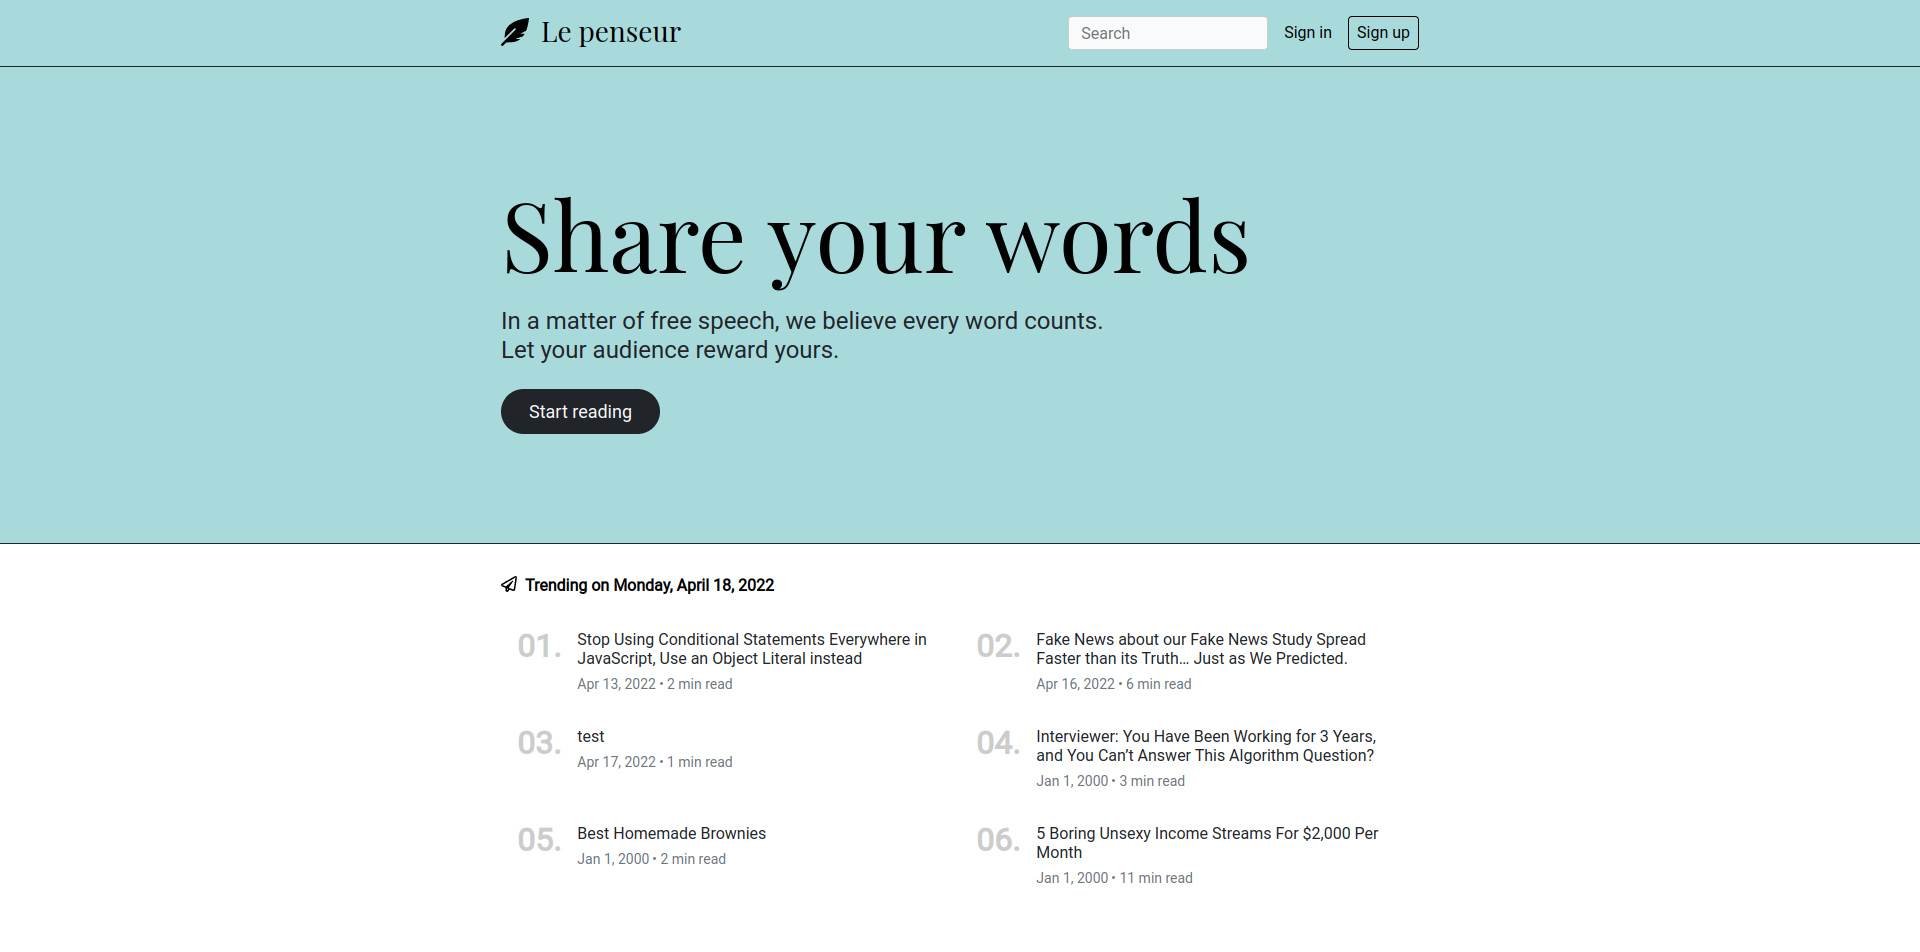 Le penseur
Search
Sign in
Sign up
Share your words
In a matter of free speech, we believe every word counts.
Let your audience reward yours.
Start reading
Trending on Monday, April 18, 2022
01.
Stop Using Conditional Statements Everywhere in
JavaScript, Use an Object Literal instead
Apr 13, 2022 • 2 min read
02.
Fake News about our Fake News Study Spread
Faster than its Truth… Just as We Predicted.
Apr 16, 2022 • 6 min read
03.
test
Apr 17, 2022 • 1 min read
04.
Interviewer: You Have Been Working for 3 Years,
and You Can’t Answer This Algorithm Question?
Jan 1, 2000 • 3 min read
05.
Best Homemade Brownies
Jan 1, 2000 • 2 min read
06.
5 Boring Unsexy Income Streams For $2,000 Per
Month
Jan 1, 2000 • 11 min read